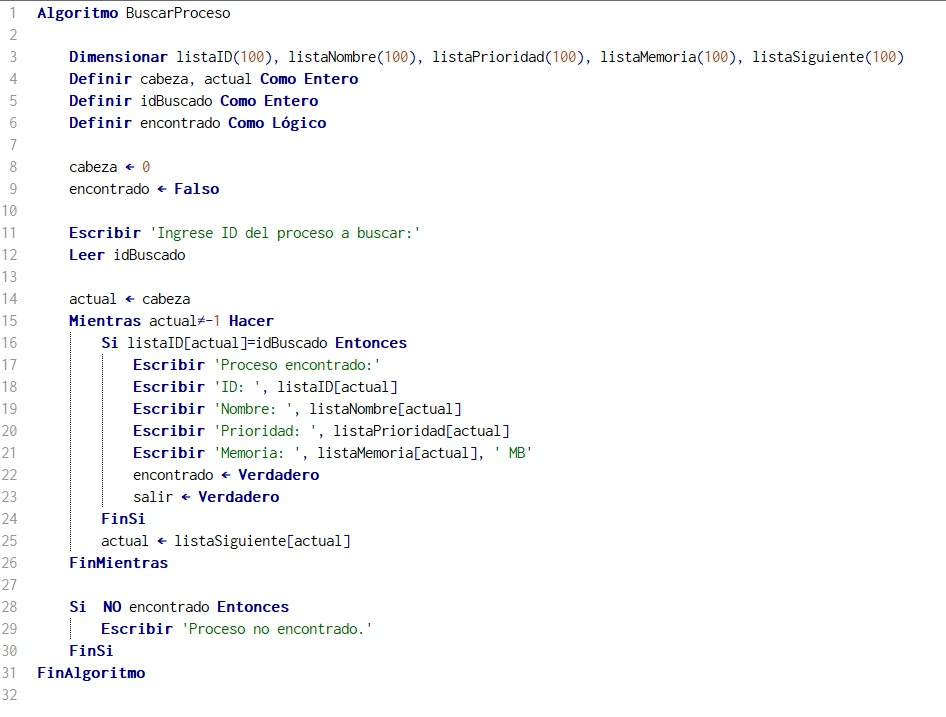 1 Algoritmo BuscarProceso
2
3 Dimensionar listaID(100), listaNombre(100), listaPrioridad(100), listaMemoria(100), listaSiguiente(100)
4 Definir cabeza, actual Como Entero
5 Definir idBuscado Como Entero
6 Definir encontrado Como Lógico
7
8 cabeza ← 0
9 encontrado ← Falso
10
11 Escribir 'Ingrese ID del proceso a buscar:'
12 Leer idBuscado
13
14 actual ← cabeza
15 Mientras actual≠-1 Hacer
16 Si listaID[actual]=idBuscado Entonces
17 Escribir 'Proceso encontrado:'
18 Escribir 'ID: ', listaID[actual]
19 Escribir 'Nombre: ', listaNombre[actual]
20 Escribir 'Prioridad: ', listaPrioridad[actual]
21 Escribir 'Memoria: ', listaMemoria[actual], ' MB'
22 encontrado ← Verdadero
23 salir ← Verdadero
24 FinSi
25 actual ← listaSiguiente[actual]
26 FinMientras
27
28 Si NO encontrado Entonces
29 Escribir 'Proceso no encontrado.'
30 FinSi
31 FinAlgoritmo
32